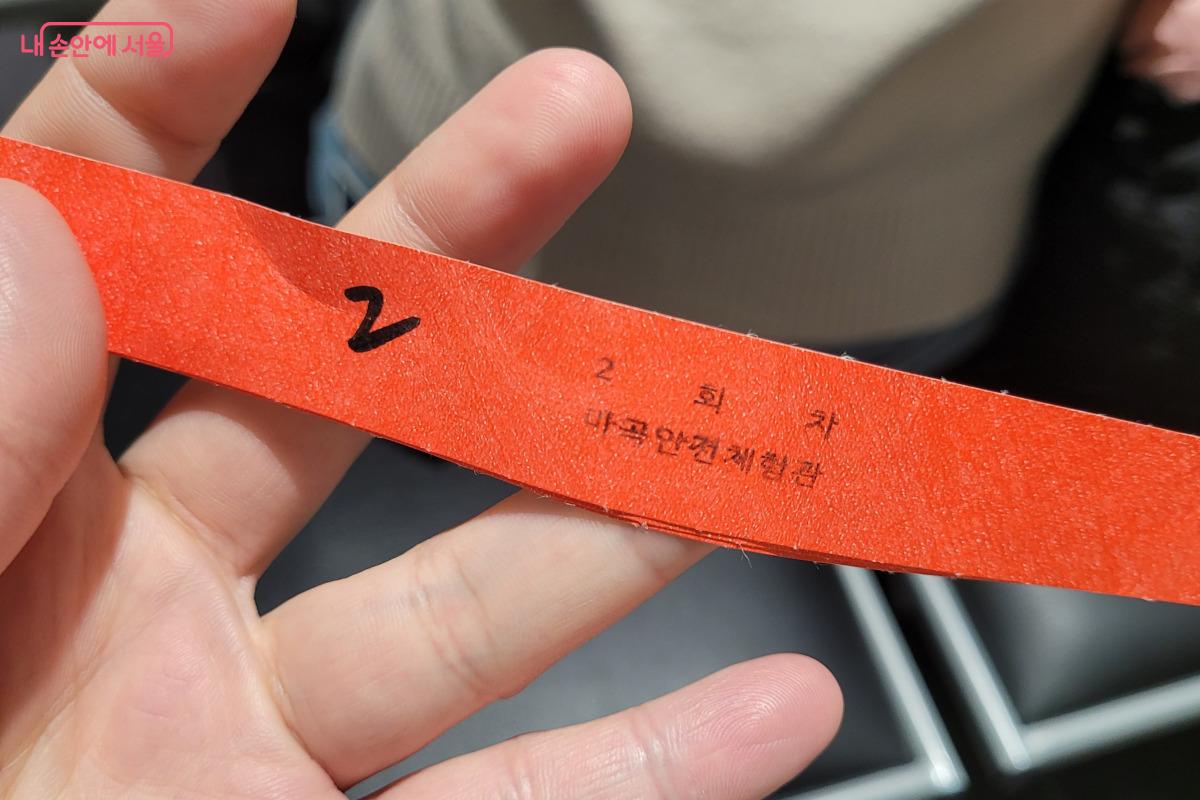 내 손안에 서울
2
2 회 차
마곡안전체험관